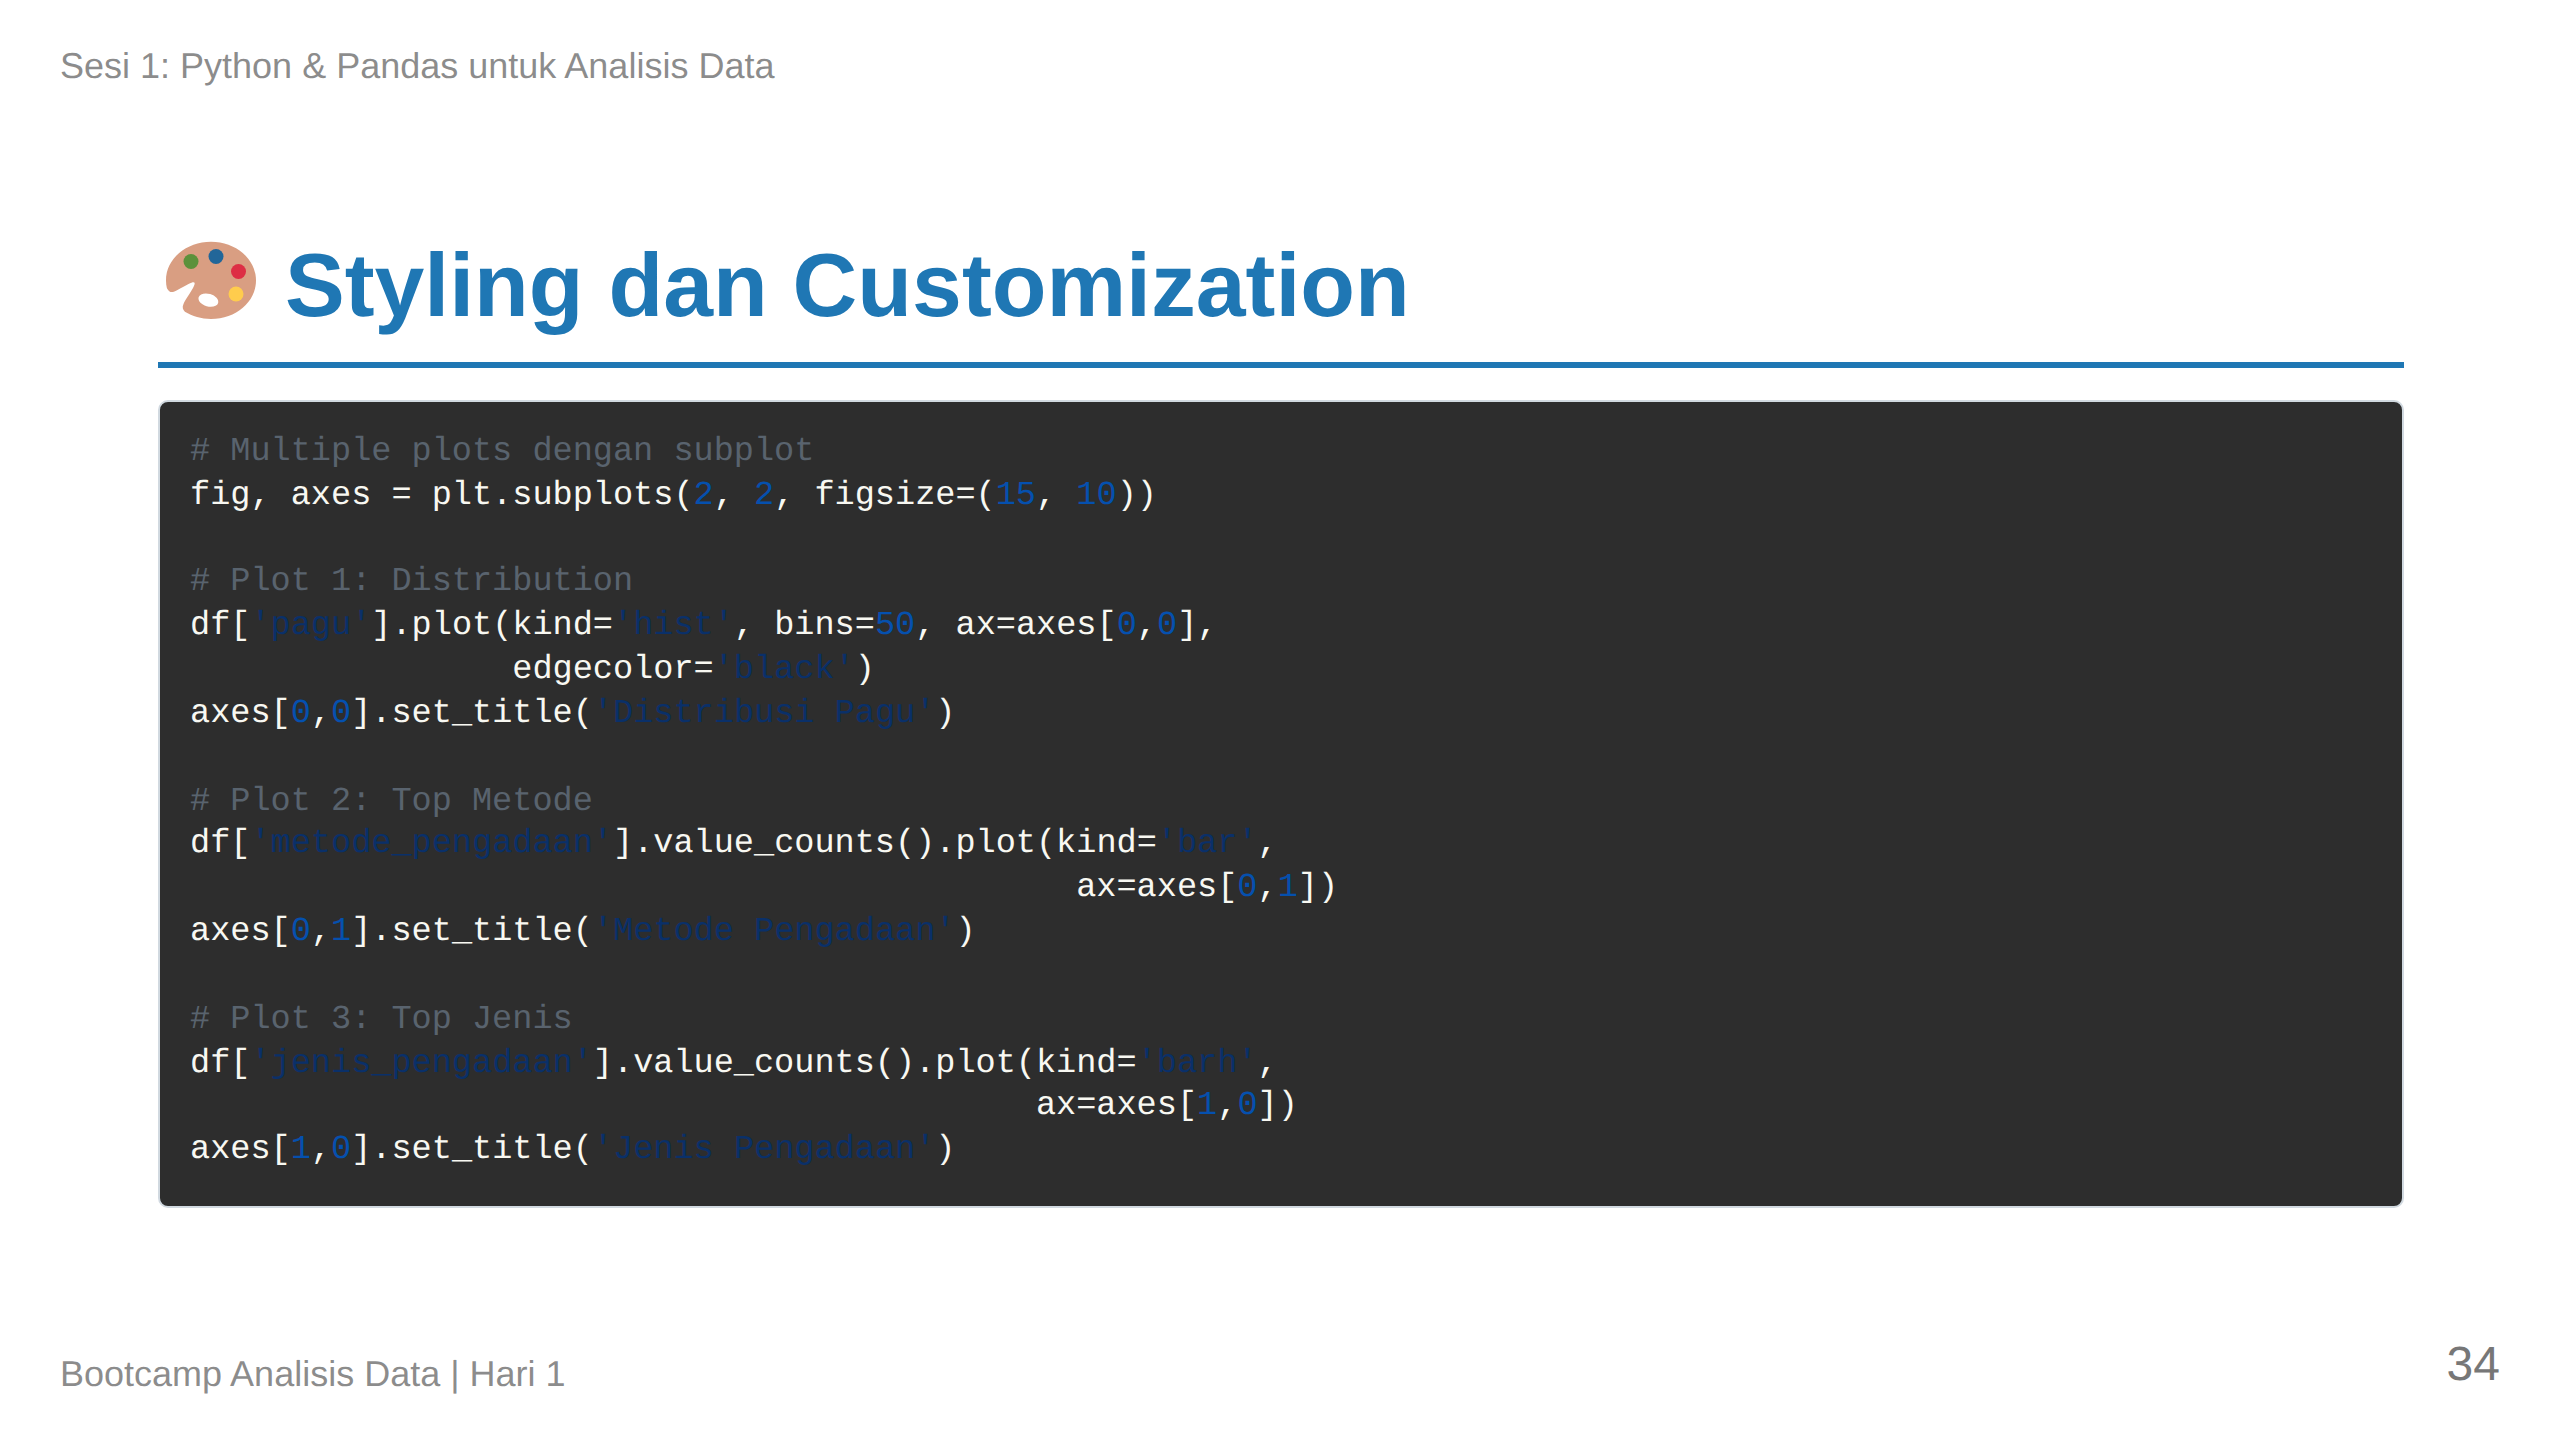 Sesi 1: Python & Pandas untuk Analisis Data
Styling dan Customization
# Multiple plots dengan subplot
fig, axes = plt.subplots(2, 2, figsize=(15, 10))
# Plot 1: Distribution
df['pagu'].plot(kind='hist', bins=50, ax=axes[0,0],
                edgecolor='black')
axes[0,0].set_title('Distribusi Pagu')
# Plot 2: Top Metode
df['metode_pengadaan'].value_counts().plot(kind='bar',
                                            ax=axes[0,1])
axes[0,1].set_title('Metode Pengadaan')
# Plot 3: Top Jenis
df['jenis_pengadaan'].value_counts().plot(kind='barh',
                                          ax=axes[1,0])
axes[1,0].set_title('Jenis Pengadaan')
Bootcamp Analisis Data | Hari 1
34